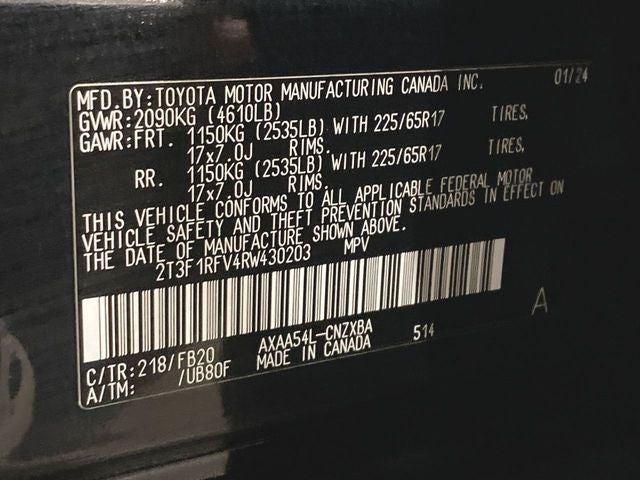 MFD.BY:TOYOTA MOTOR MANUFACTURING CANADA INC. 01/24
GVWR:2090KG (4610LB)
GAWR:FRT. 1150KG (2535LB) WITH 225/65R17 TIRES,
17x7.0J RIMS.
RR. 1150KG (2535LB) WITH 225/65R17 TIRES,
17x7.0J RIMS.
THIS VEHICLE CONFORMS TO ALL APPLICABLE FEDERAL MOTOR
VEHICLE SAFETY AND THEFT PREVENTION STANDARDS IN EFFECT ON
THE DATE OF MANUFACTURE SHOWN ABOVE.
2T3F1RFV4RW430203 MPV
A
C/TR:218/FB20 AXAA54L-CNZXBA 514
A/TM: /UB80F MADE IN CANADA